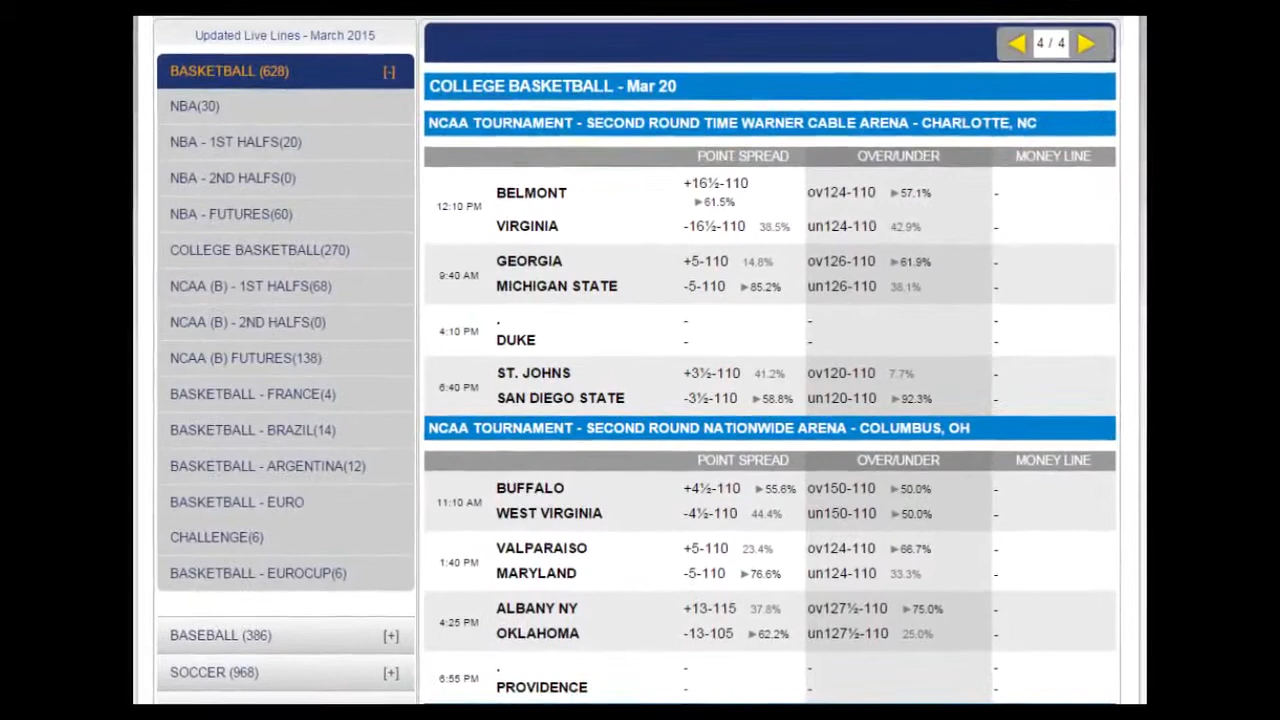 Updated Live Lines - March 2015
BASKETBALL (628) [-]
NBA(30)
NBA - 1ST HALFS(20)
NBA - 2ND HALFS(0)
NBA - FUTURES(60)
COLLEGE BASKETBALL(270)
NCAA (B) - 1ST HALFS(68)
NCAA (B) - 2ND HALFS(0)
NCAA (B) FUTURES(138)
BASKETBALL - FRANCE(4)
BASKETBALL - BRAZIL(14)
BASKETBALL - ARGENTINA(12)
BASKETBALL - EURO
CHALLENGE(6)
BASKETBALL - EUROCUP(6)
BASEBALL (386) [+]
SOCCER (968) [+]
4 / 4
COLLEGE BASKETBALL - Mar 20
NCAA TOURNAMENT - SECOND ROUND TIME WARNER CABLE ARENA - CHARLOTTE, NC
POINT SPREAD OVER/UNDER MONEY LINE
12:10 PM
BELMONT +16½-110 ►61.5% ov124-110 ►57.1% -
VIRGINIA -16½-110 38.5% un124-110 42.9% -
9:40 AM
GEORGIA +5-110 14.8% ov126-110 ►61.9% -
MICHIGAN STATE -5-110 ►85.2% un126-110 38.1% -
4:10 PM
. - - -
DUKE - - -
6:40 PM
ST. JOHNS +3½-110 41.2% ov120-110 7.7% -
SAN DIEGO STATE -3½-110 ►58.8% un120-110 ►92.3% -
NCAA TOURNAMENT - SECOND ROUND NATIONWIDE ARENA - COLUMBUS, OH
POINT SPREAD OVER/UNDER MONEY LINE
11:10 AM
BUFFALO +4½-110 ►55.6% ov150-110 ►50.0% -
WEST VIRGINIA -4½-110 44.4% un150-110 ►50.0% -
1:40 PM
VALPARAISO +5-110 23.4% ov124-110 ►66.7% -
MARYLAND -5-110 ►76.6% un124-110 33.3% -
4:25 PM
ALBANY NY +13-115 37.8% ov127½-110 ►75.0% -
OKLAHOMA -13-105 ►62.2% un127½-110 25.0% -
6:55 PM
. - - -
PROVIDENCE - - -